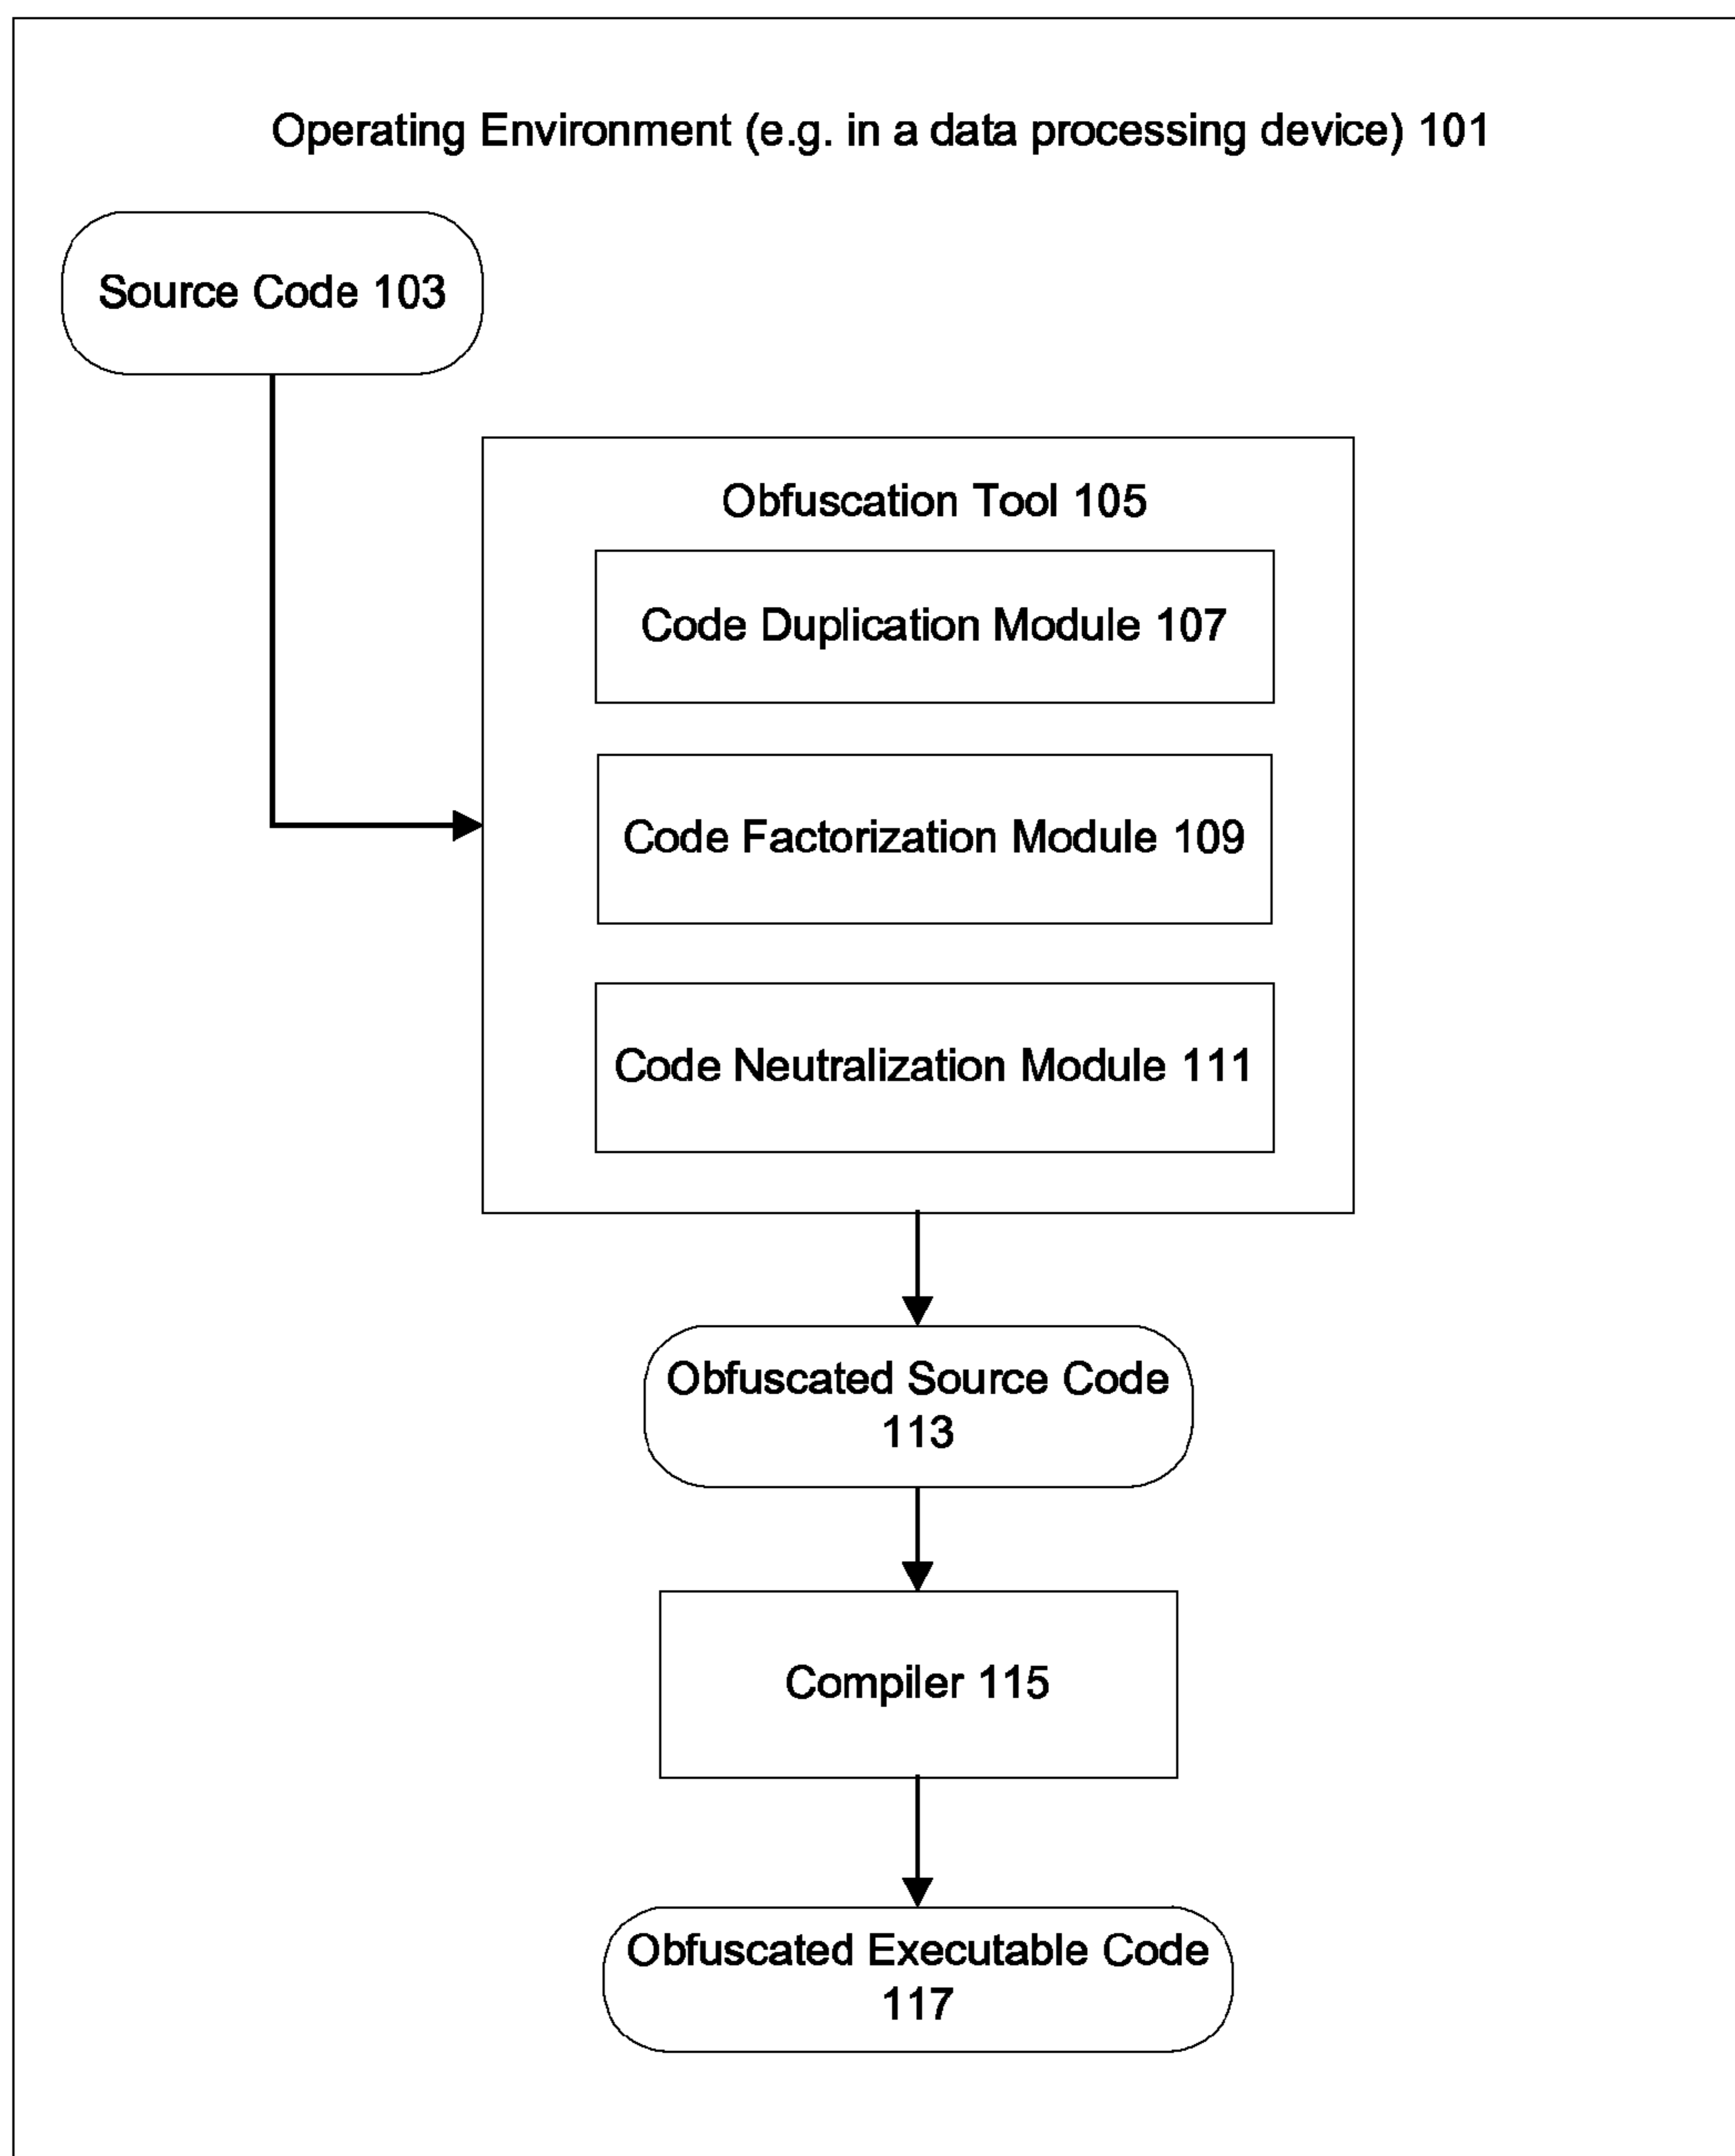 Operating Environment (e.g. in a data processing device) 101
Source Code 103
Obfuscation Tool 105
Code Duplication Module 107
Code Factorization Module 109
Code Neutralization Module 111
Obfuscated Source Code
113
Compiler 115
Obfuscated Executable Code
117